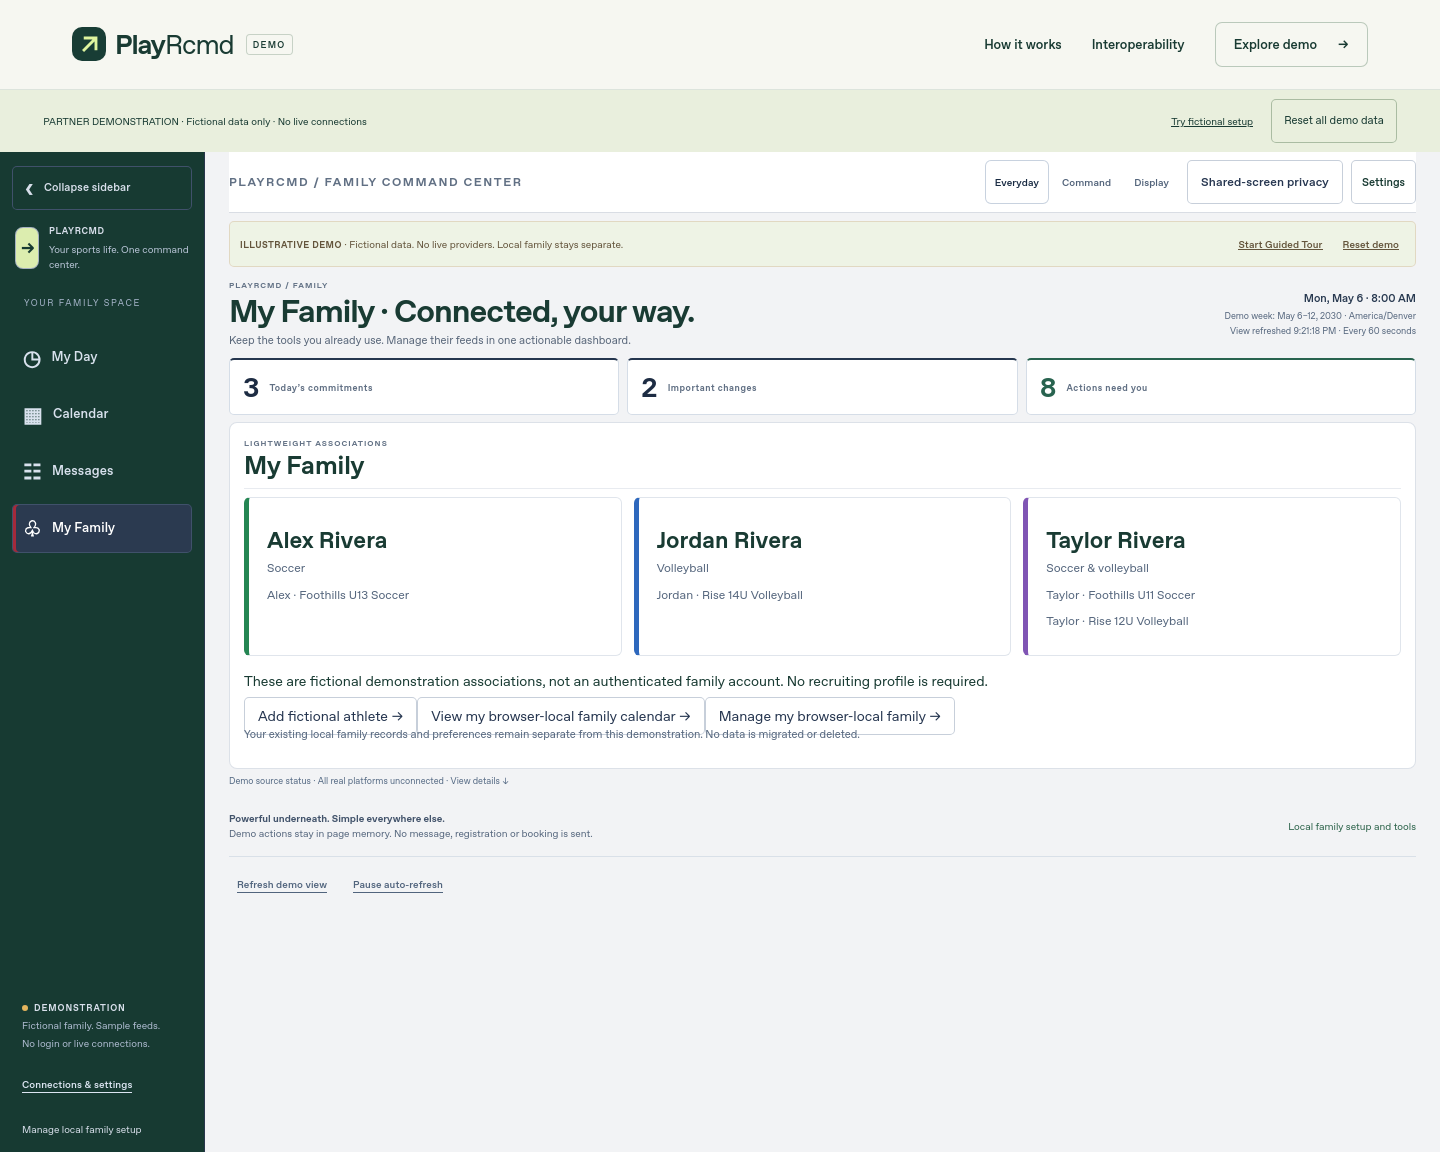 PlayRcmd DEMO
How it works
Interoperability
Explore demo →
PARTNER DEMONSTRATION · Fictional data only · No live connections
Try fictional setup
Reset all demo data
‹ Collapse sidebar
PLAYRCMD
Your sports life. One command
center.
YOUR FAMILY SPACE
My Day
Calendar
Messages
My Family
DEMONSTRATION
Fictional family. Sample feeds.
No login or live connections.
Connections & settings
Manage local family setup
PLAYRCMD / FAMILY COMMAND CENTER
Everyday
Command
Display
Shared-screen privacy
Settings
ILLUSTRATIVE DEMO · Fictional data. No live providers. Local family stays separate.
Start Guided Tour
Reset demo
PLAYRCMD / FAMILY
My Family · Connected, your way.
Keep the tools you already use. Manage their feeds in one actionable dashboard.
Mon, May 6 · 8:00 AM
Demo week: May 6–12, 2030 · America/Denver
View refreshed 9:21:18 PM · Every 60 seconds
3 Today's commitments
2 Important changes
8 Actions need you
LIGHTWEIGHT ASSOCIATIONS
My Family
Alex Rivera
Soccer
Alex · Foothills U13 Soccer
Jordan Rivera
Volleyball
Jordan · Rise 14U Volleyball
Taylor Rivera
Soccer & volleyball
Taylor · Foothills U11 Soccer
Taylor · Rise 12U Volleyball
These are fictional demonstration associations, not an authenticated family account. No recruiting profile is required.
Add fictional athlete →
View my browser-local family calendar →
Manage my browser-local family →
Your existing local family records and preferences remain separate from this demonstration. No data is migrated or deleted.
Demo source status · All real platforms unconnected · View details ↓
Powerful underneath. Simple everywhere else.
Demo actions stay in page memory. No message, registration or booking is sent.
Local family setup and tools
Refresh demo view
Pause auto-refresh